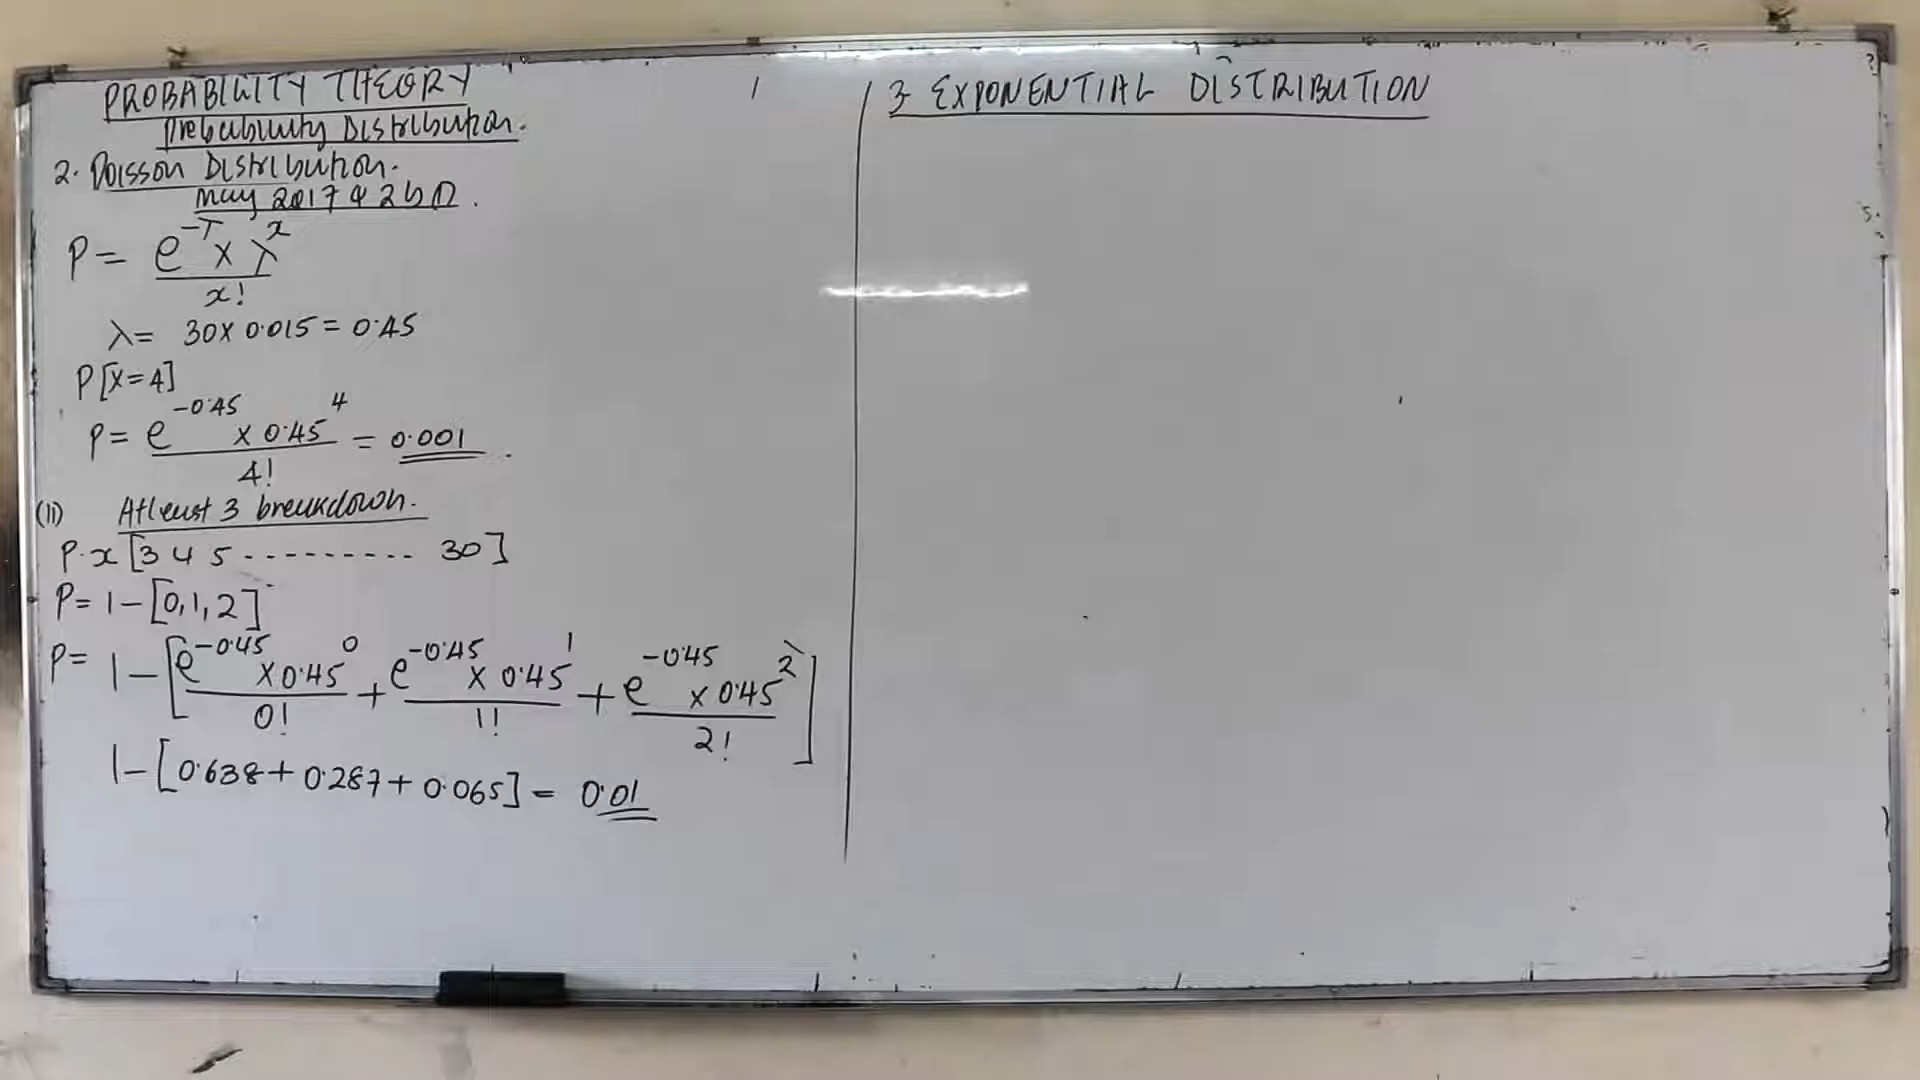 PROBABILITY THEORY
Probability Distribution.
2. Poisson Distribution.
May 2017 Q 2b
P = e^-T x λ^x
x!
λ = 30 x 0.015 = 0.45
P[X=4]
P = e^-0.45 x 0.45^4 = 0.001
4!
(ii) Atleast 3 breakdown.
P.x [3 4 5 --------- 30]
P = 1 - [0,1,2]
P = 1 - [e^-0.45 x 0.45^0 + e^-0.45 x 0.45^1 + e^-0.45 x 0.45^2]
0! 1! 2!
1 - [0.638 + 0.287 + 0.065] = 0.01
3 EXPONENTIAL DISTRIBUTION